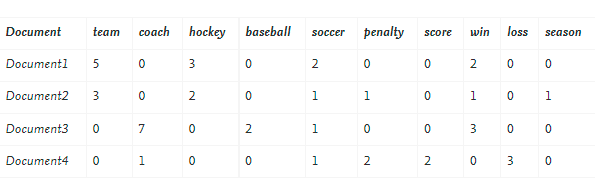 Document team coach hockey baseball soccer penalty score win loss season
Document1 5 0 3 0 2 0 0 2 0 0
Document2 3 0 2 0 1 1 0 1 0 1
Document3 0 7 0 2 1 0 0 3 0 0
Document4 0 1 0 0 1 2 2 0 3 0